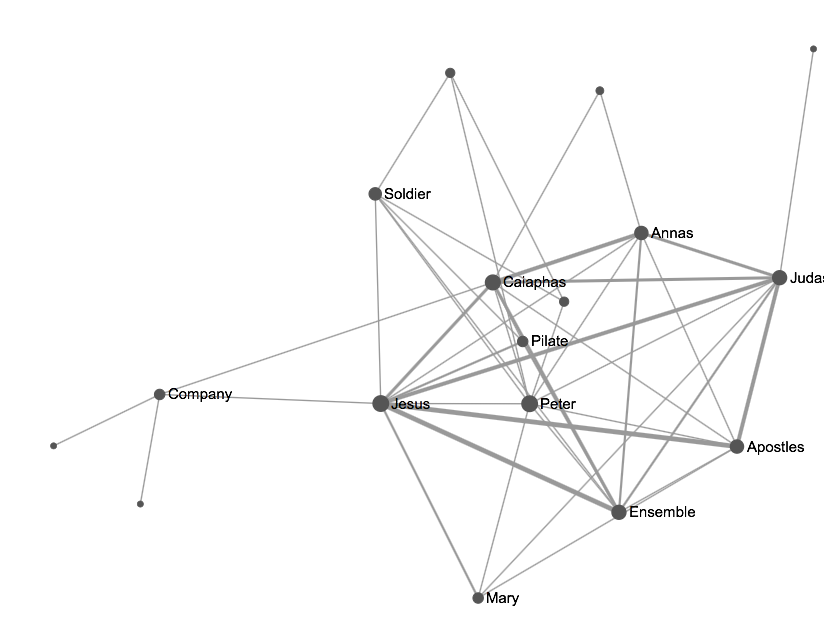 Soldier
Annas
Judas
Caiaphas
Pilate
Company
Jesus
Peter
Apostles
Ensemble
Mary